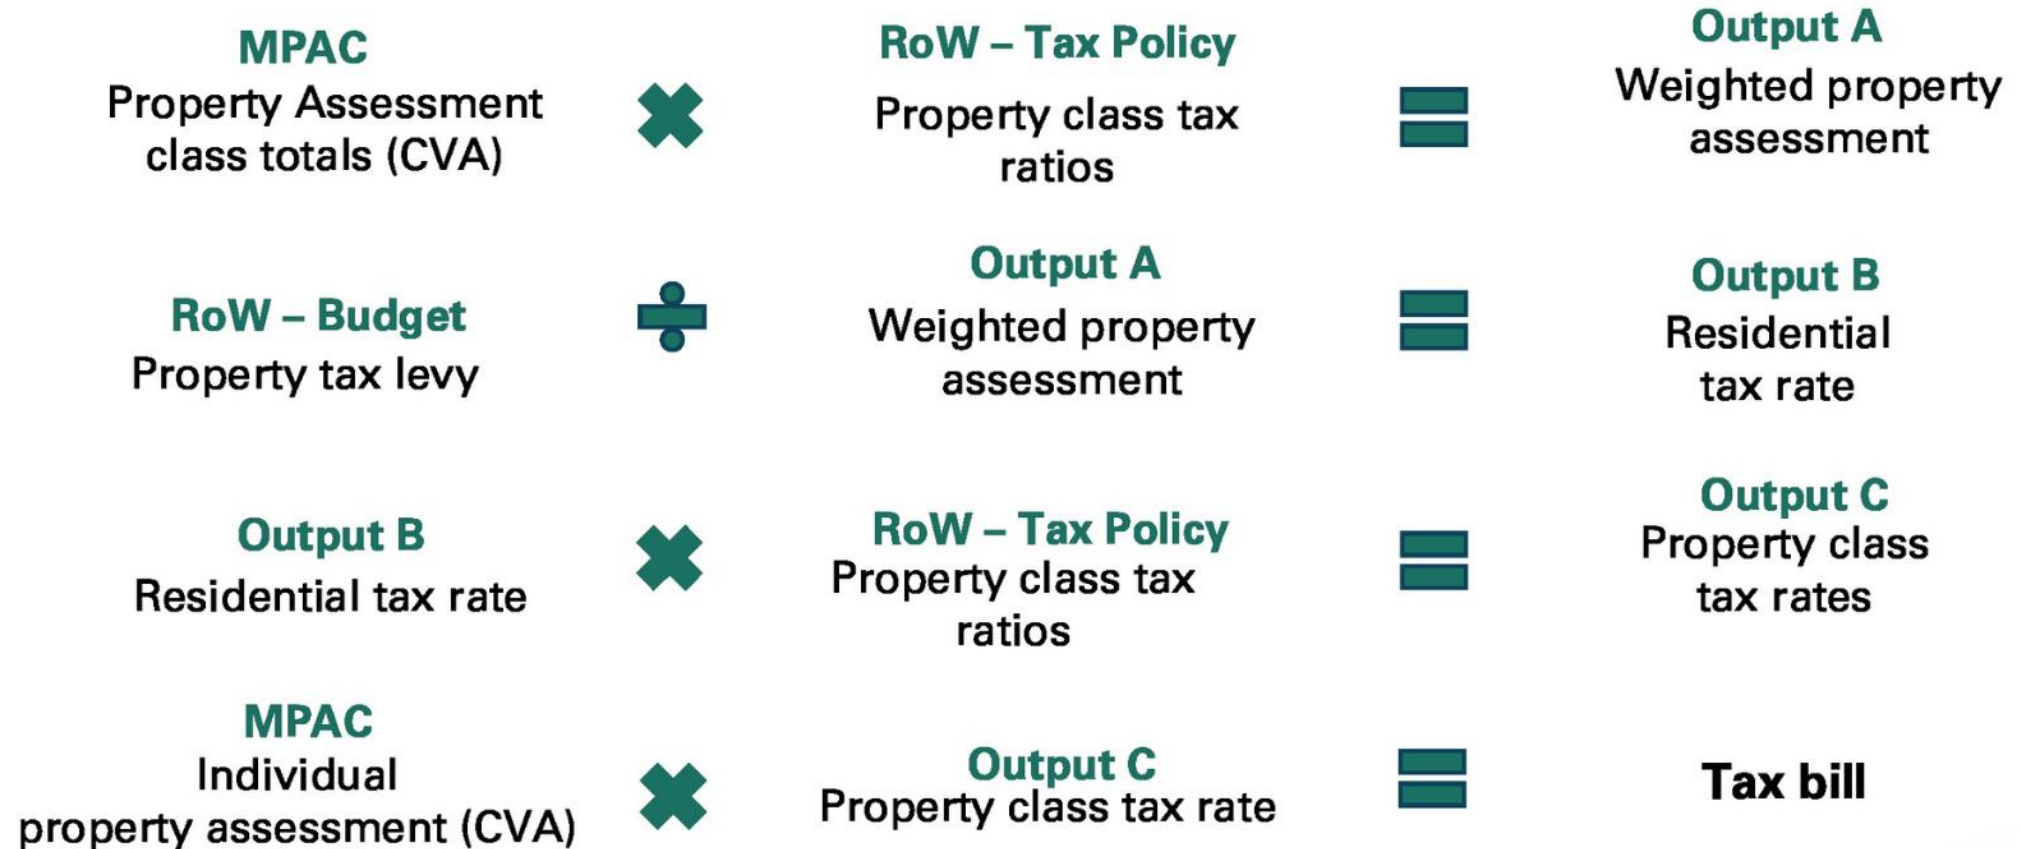 MPAC
Property Assessment
class totals (CVA)
RoW – Tax Policy
Property class tax
ratios
Output A
Weighted property
assessment
RoW – Budget
Property tax levy
Output A
Weighted property
assessment
Output B
Residential
tax rate
Output B
Residential tax rate
RoW – Tax Policy
Property class tax
ratios
Output C
Property class
tax rates
MPAC
Individual
property assessment (CVA)
Output C
Property class tax rate
Tax bill